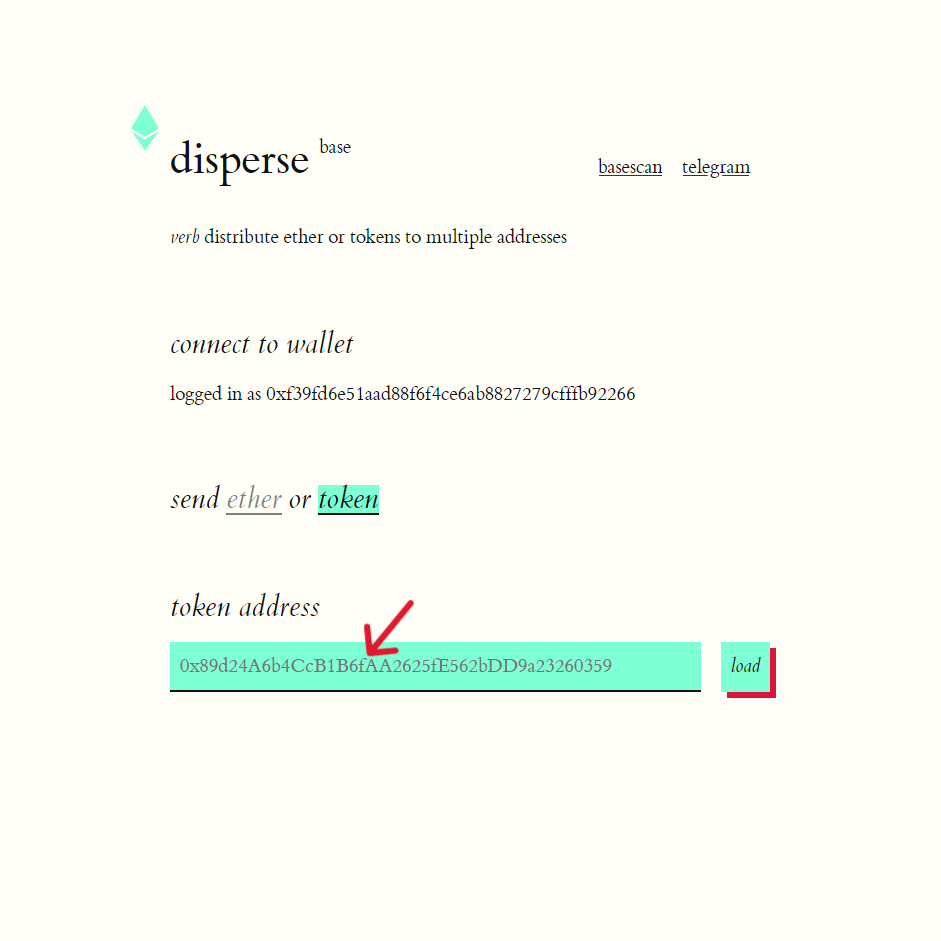 disperse base
basescan telegram
verb distribute ether or tokens to multiple addresses
connect to wallet
logged in as 0xf39fd6e51aad88f6f4ce6ab8827279cfffb92266
send ether or token
token address
0x89d24A6b4CcB1B6fAA2625fE562bDD9a23260359
load